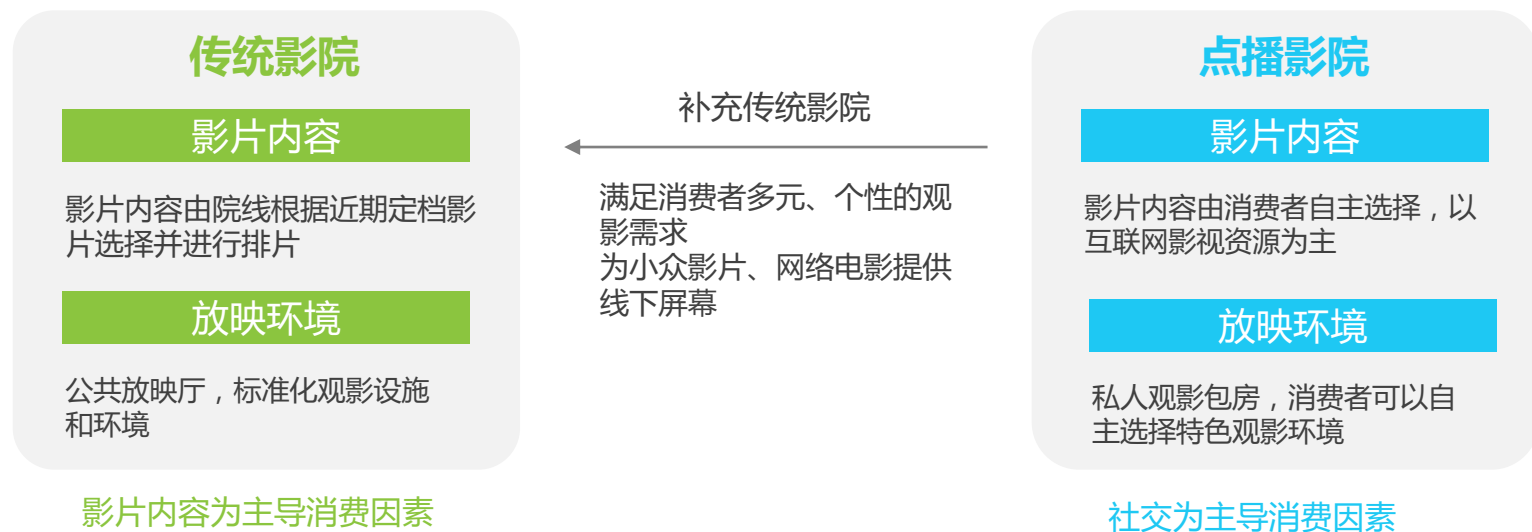 传统影院
影片内容
影片内容由院线根据近期定档影
片选择并进行排片
放映环境
公共放映厅，标准化观影设施
和环境
影片内容为主导消费因素
补充传统影院
满足消费者多元、个性的观
影需求
为小众影片、网络电影提供
线下屏幕
点播影院
影片内容
影片内容由消费者自主选择，以
互联网影视资源为主
放映环境
私人观影包房，消费者可以自
主选择特色观影环境
社交为主导消费因素